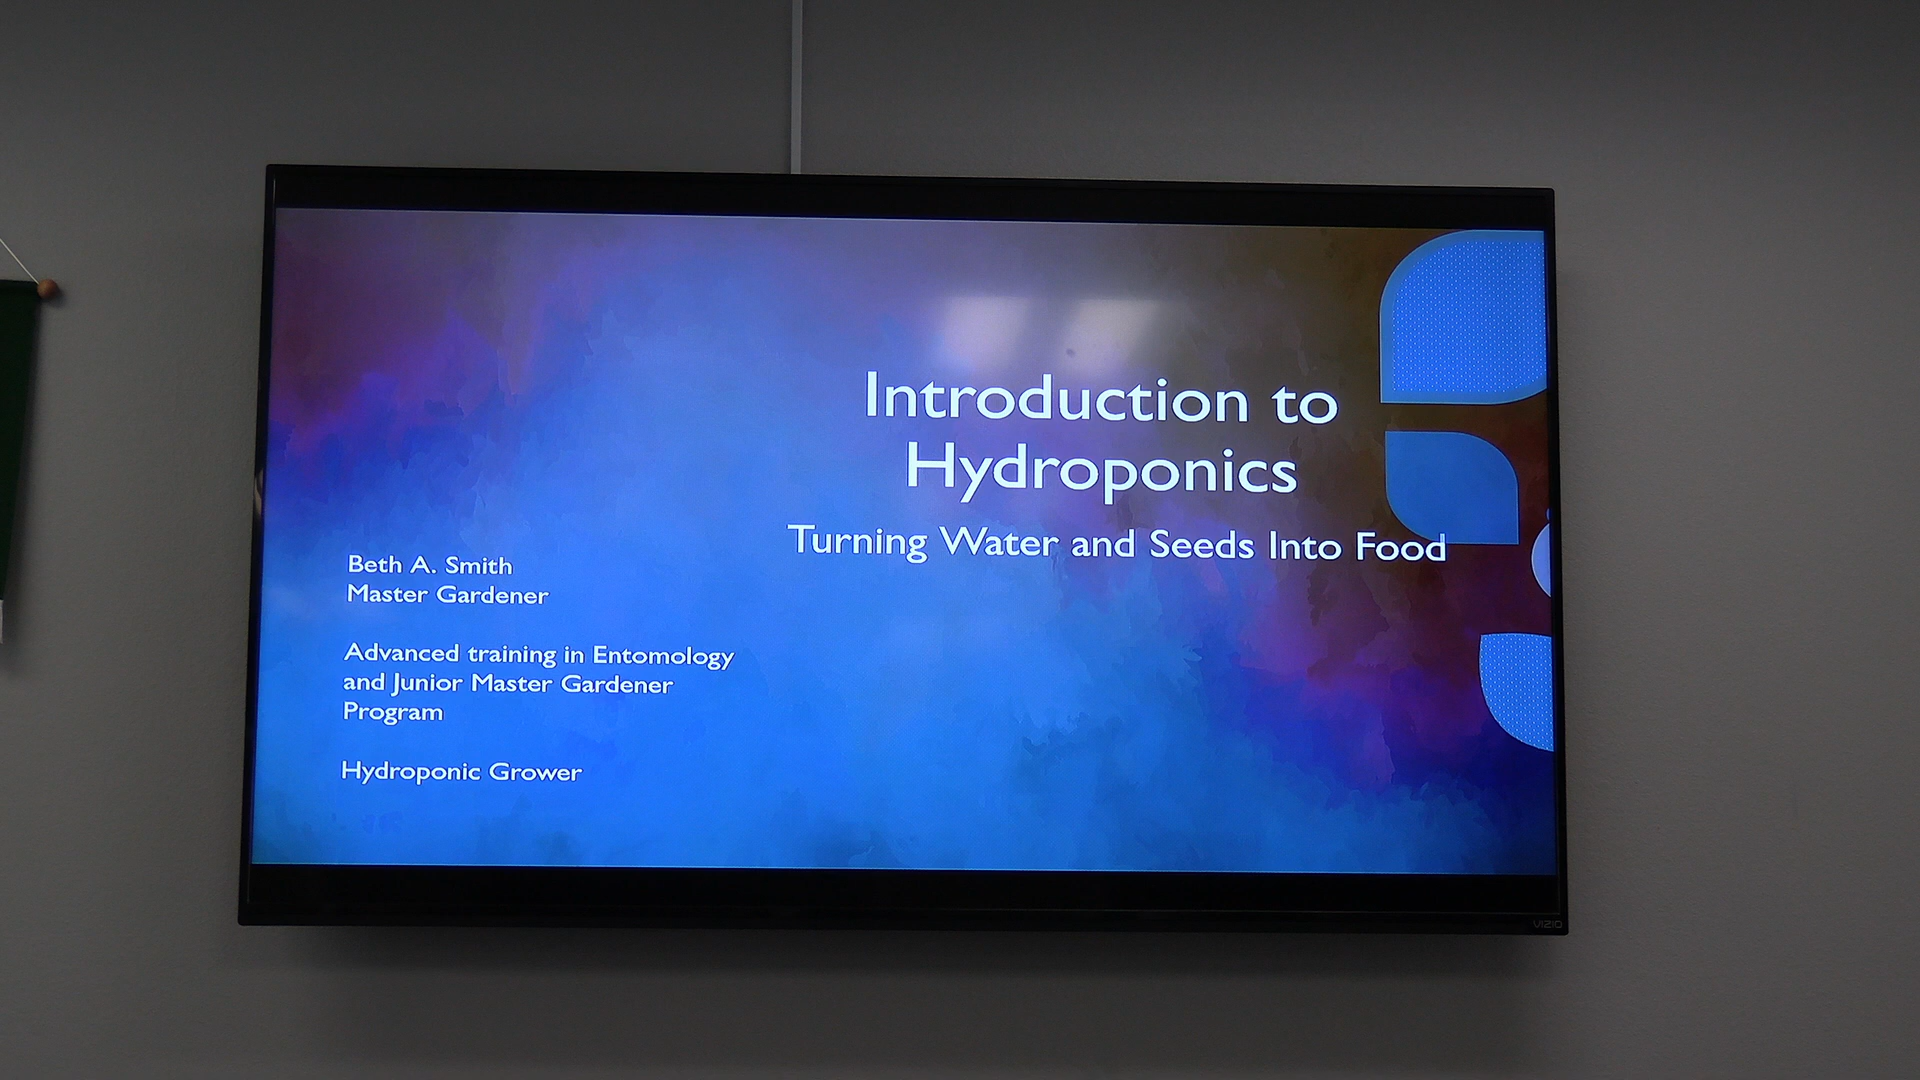 Introduction to
Hydroponics
Turning Water and Seeds Into Food
Beth A. Smith
Master Gardener
Advanced training in Entomology
and Junior Master Gardener
Program
Hydroponic Grower
VIZIO